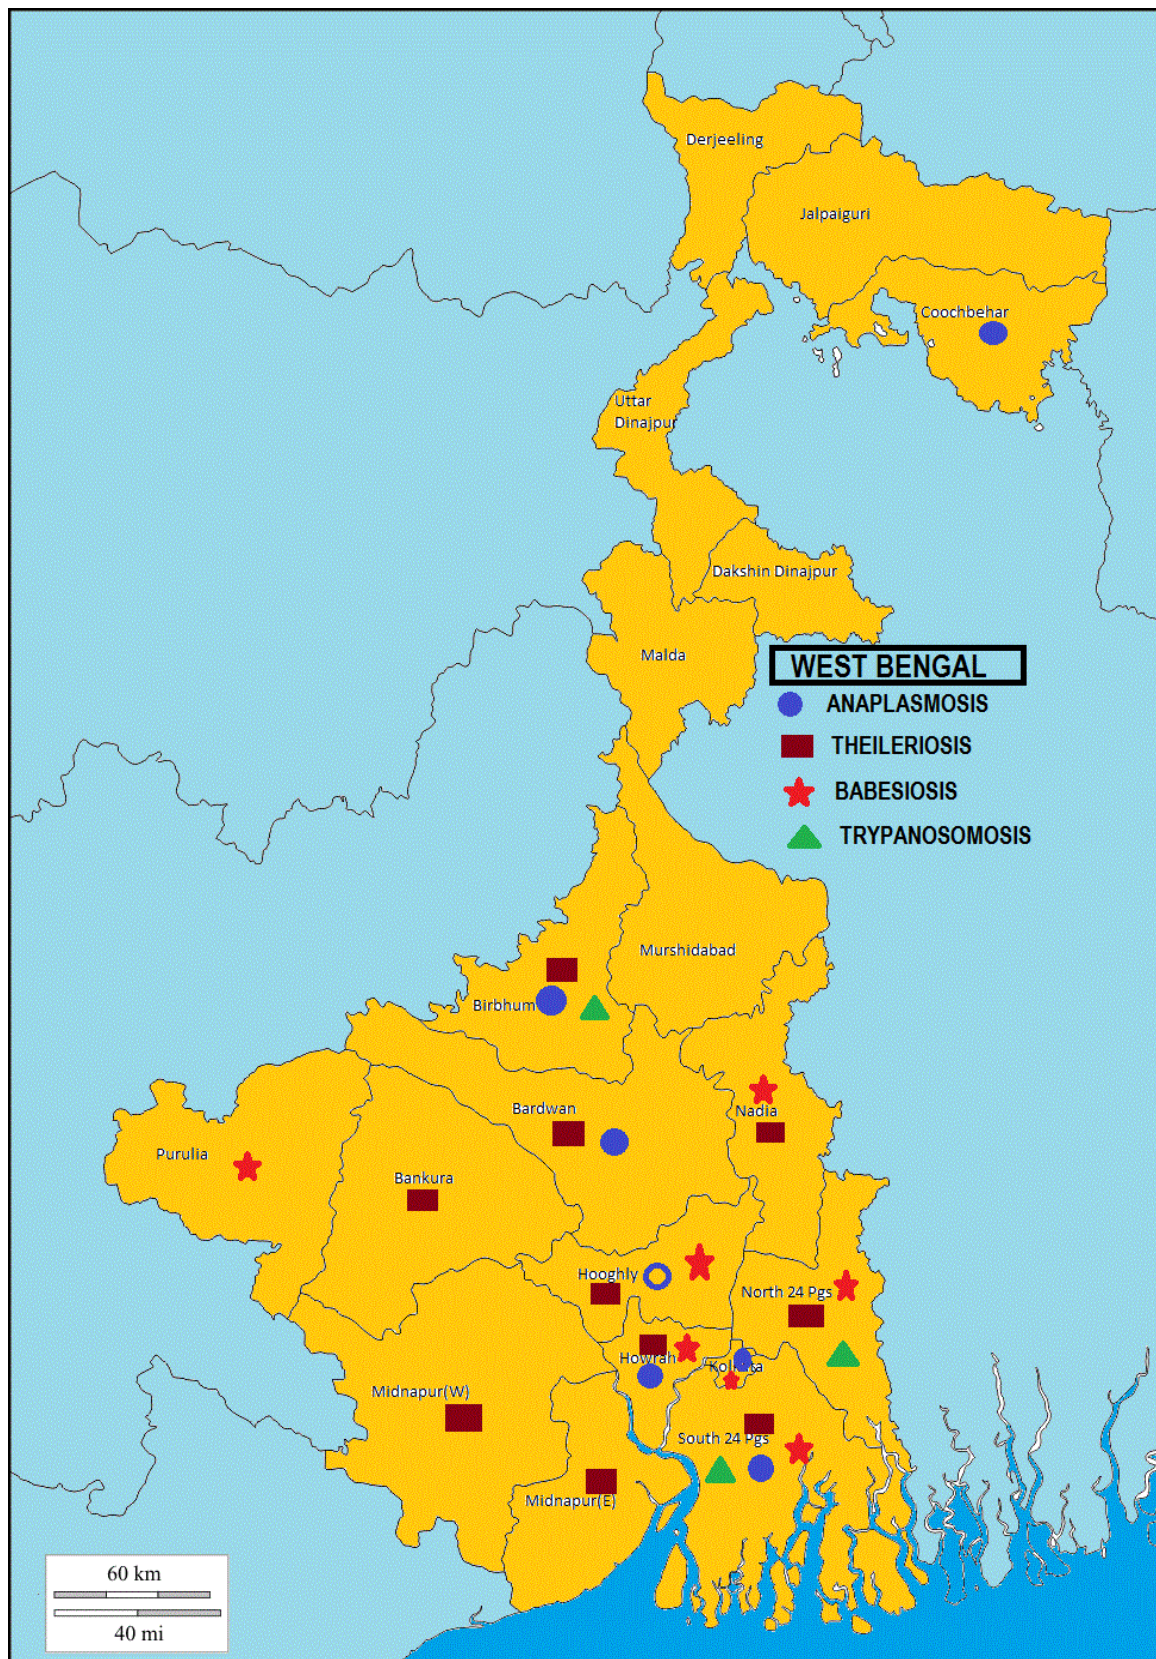 Derjeeling
Jalpaiguri
Coochbehar
Uttar
Dinajpur
Dakshin Dinajpur
Malda
WEST BENGAL
ANAPLASMOSIS
THEILERIOSIS
BABESIOSIS
TRYPANOSOMOSIS
Murshidabad
Birbhum
Bardwan
Nadia
Purulia
Bankura
Hooghly
North 24 Pgs
Howrah
Kolkata
Midnapur(W)
South 24 Pgs
Midnapur(E)
60 km
40 mi